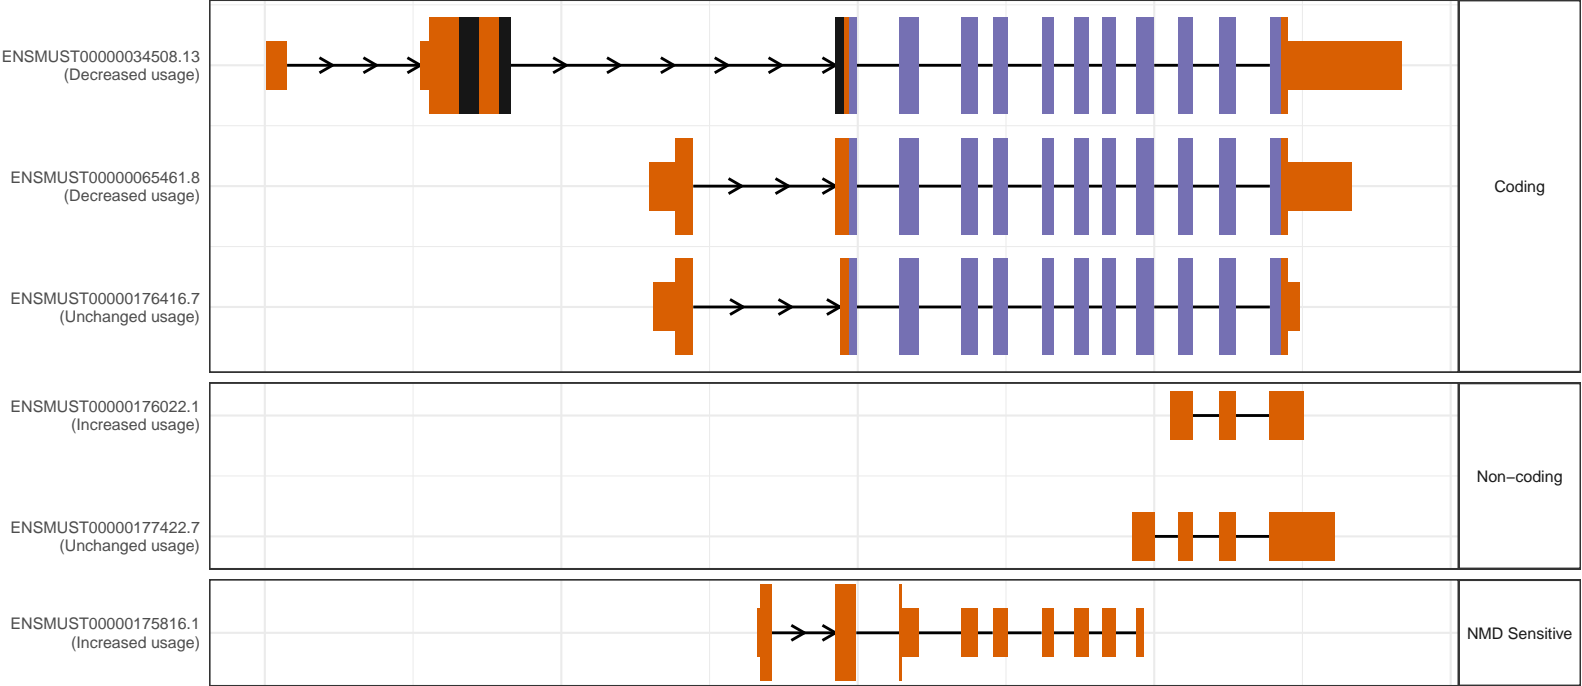 ENSMUST00000034508.13
(Decreased usage)
ENSMUST00000065461.8
(Decreased usage)
Coding
ENSMUST00000176416.7
(Unchanged usage)
ENSMUST00000176022.1
(Increased usage)
Non−coding
ENSMUST00000177422.7
(Unchanged usage)
ENSMUST00000175816.1
(Increased usage)
NMD Sensitive